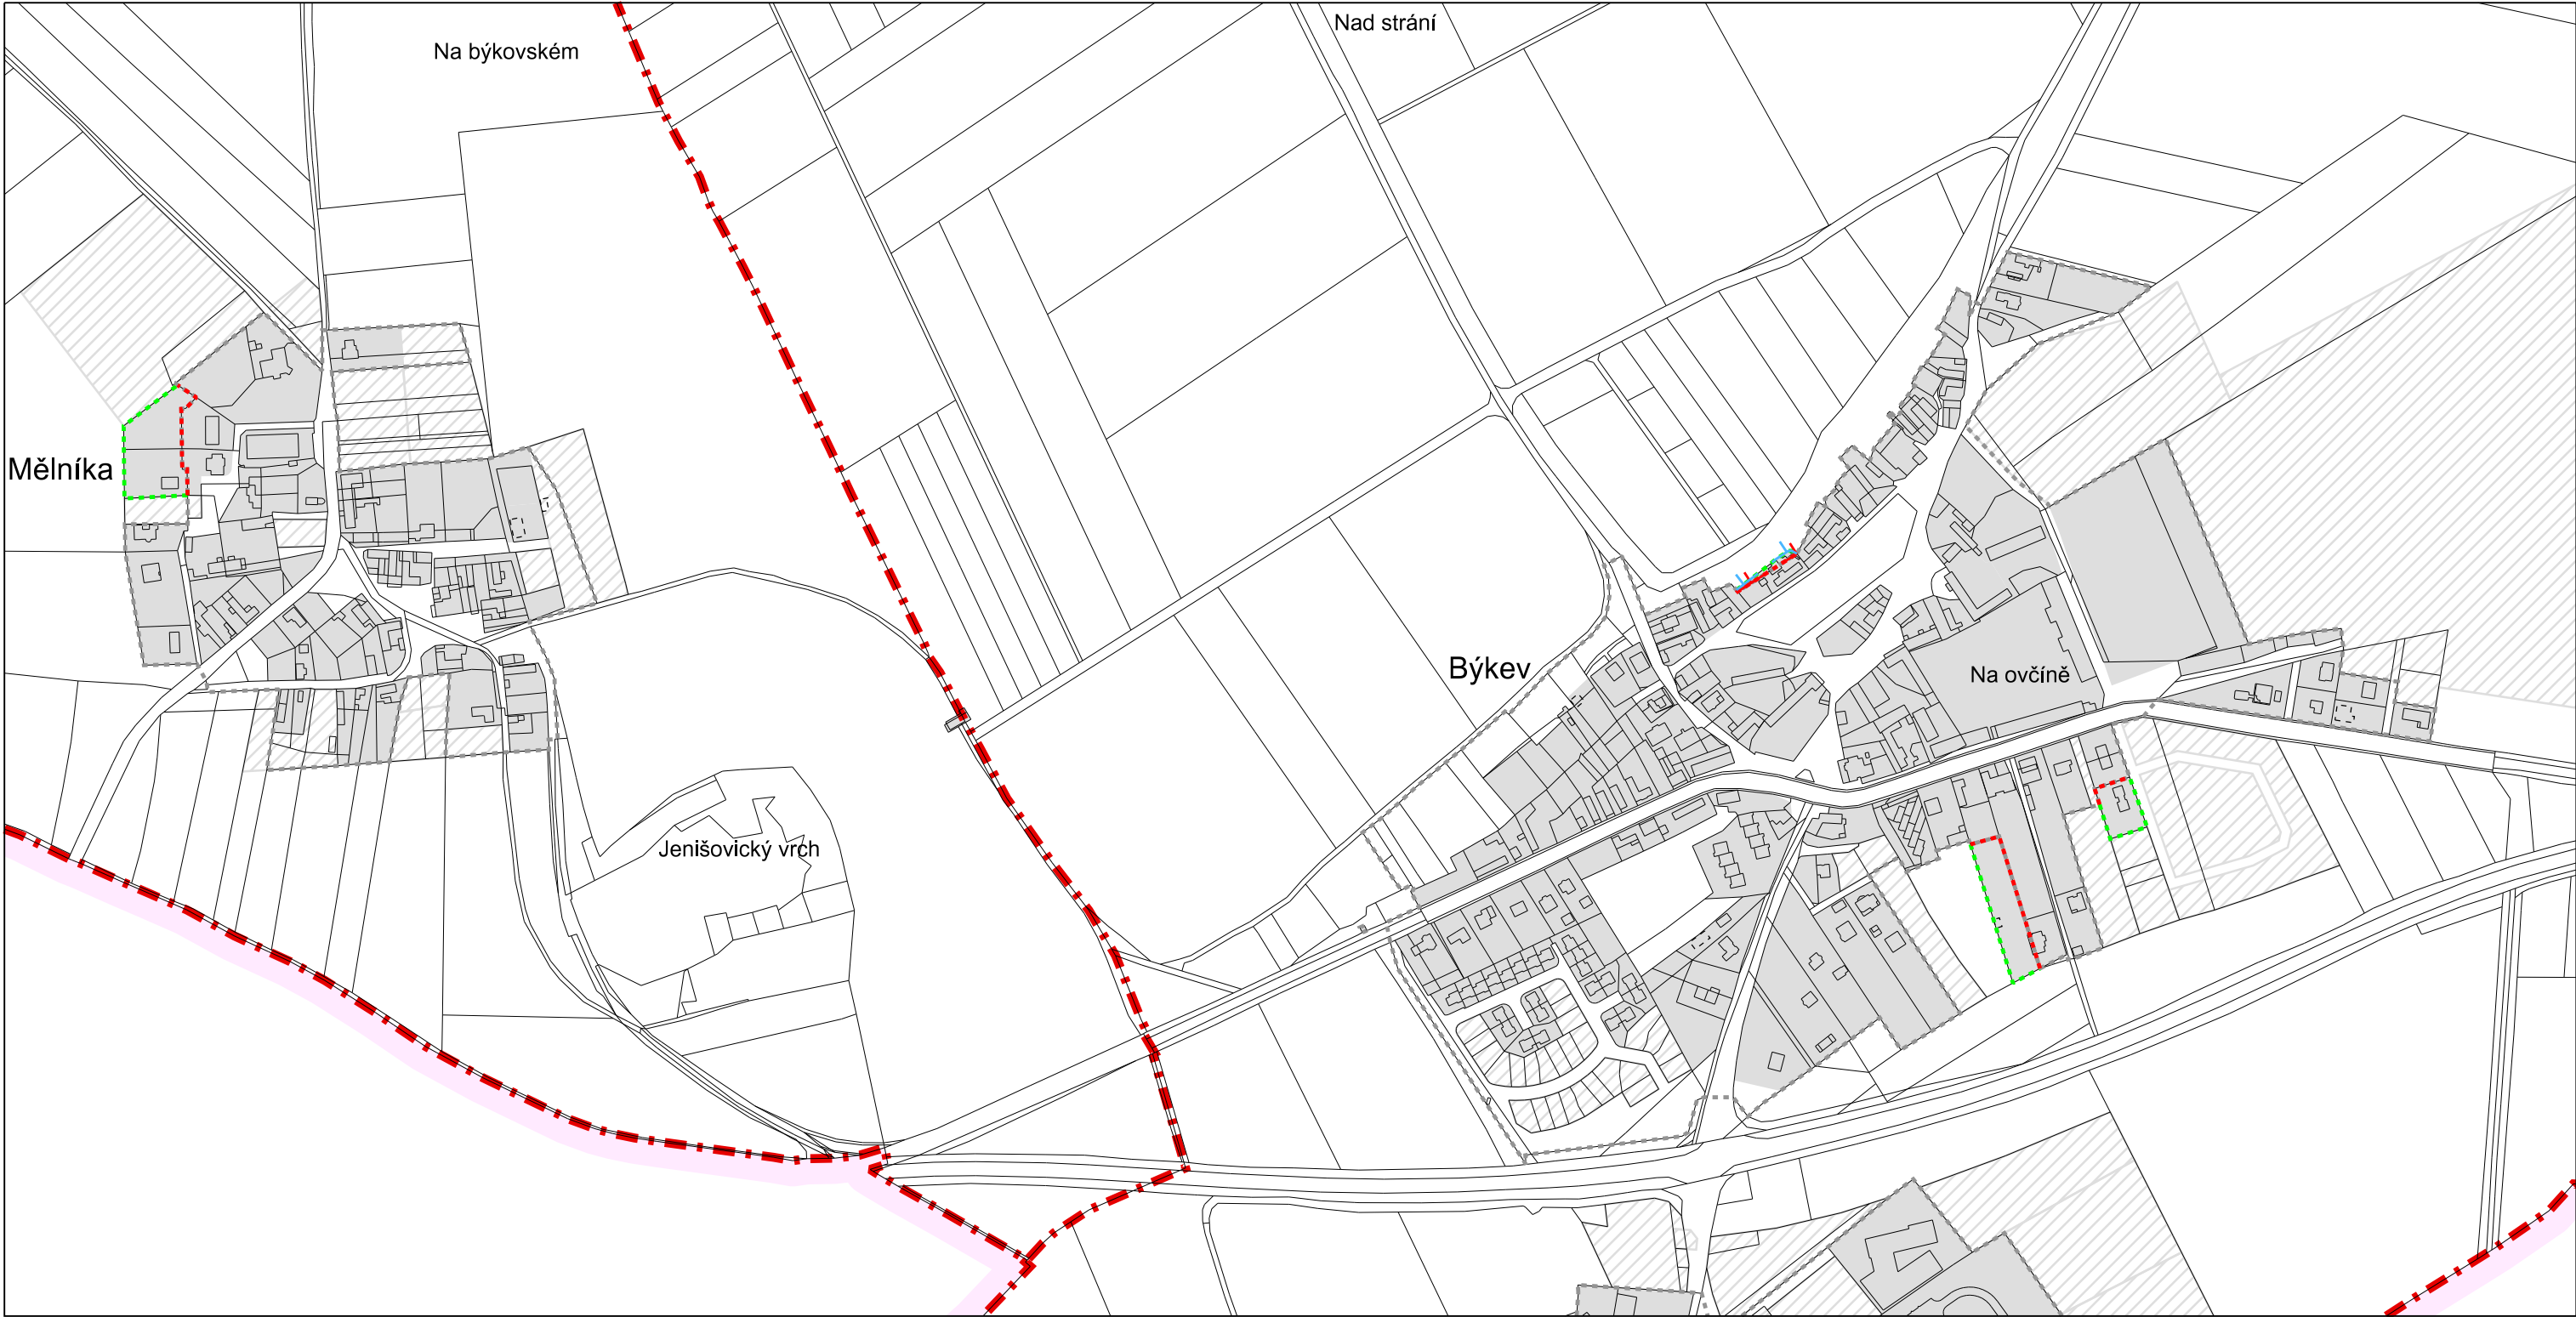 Nad strání
Na býkovském
Mělníka
Býkev
Na ovčíně
Jenišovický vrch